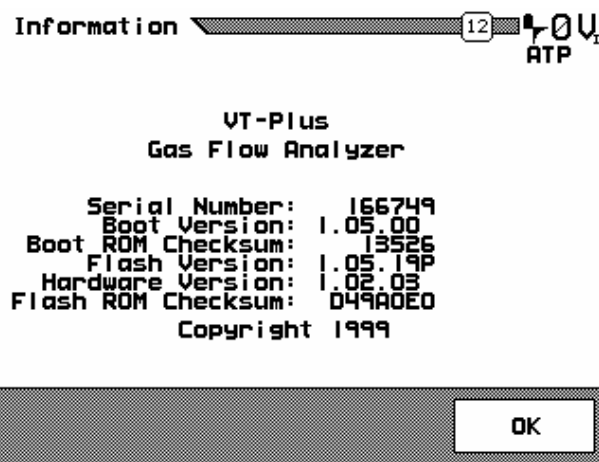 Information 12 0V
ATP
VT-Plus
Gas Flow Analyzer
Serial Number: 166749
Boot Version: 1.05.00
Boot ROM Checksum: 13526
Flash Version: 1.05.19P
Hardware Version: 1.02.03
Flash ROM Checksum: D49A0E0
Copyright 1999
OK